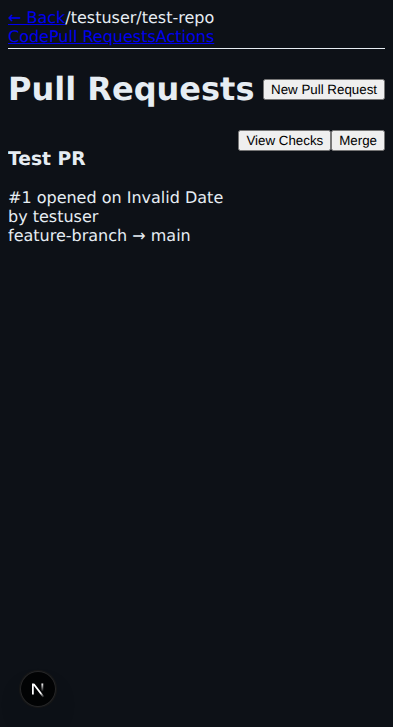 ← Back/testuser/test-repo
CodePull RequestsActions
Pull Requests New Pull Request
View Checks Merge
Test PR
#1 opened on Invalid Date
by testuser
feature-branch → main
N